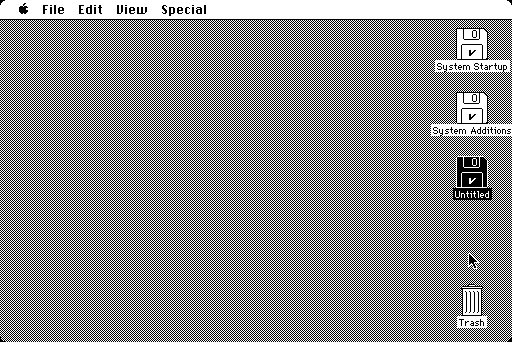 File Edit View Special
System Startup
System Additions
Untitled
Trash